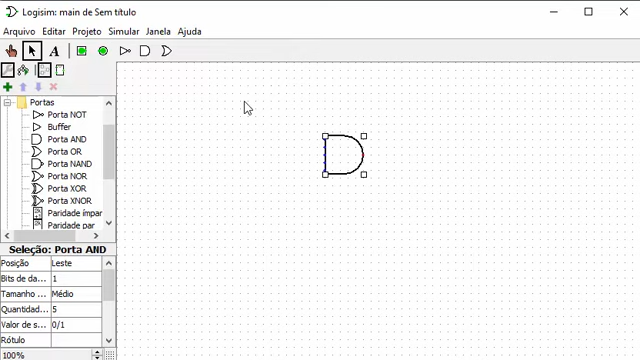 Logisim: main de Sem título
Arquivo Editar Projeto Simular Janela Ajuda
A
Portas
Porta NOT
Buffer
Porta AND
Porta OR
Porta NAND
Porta NOR
Porta XOR
Porta XNOR
Paridade ímpar
Paridade par
Seleção: Porta AND
Posição Leste
Bits de da... 1
Tamanho ... Médio
Quantidad... 5
Valor de s... 0/1
Rótulo
100%